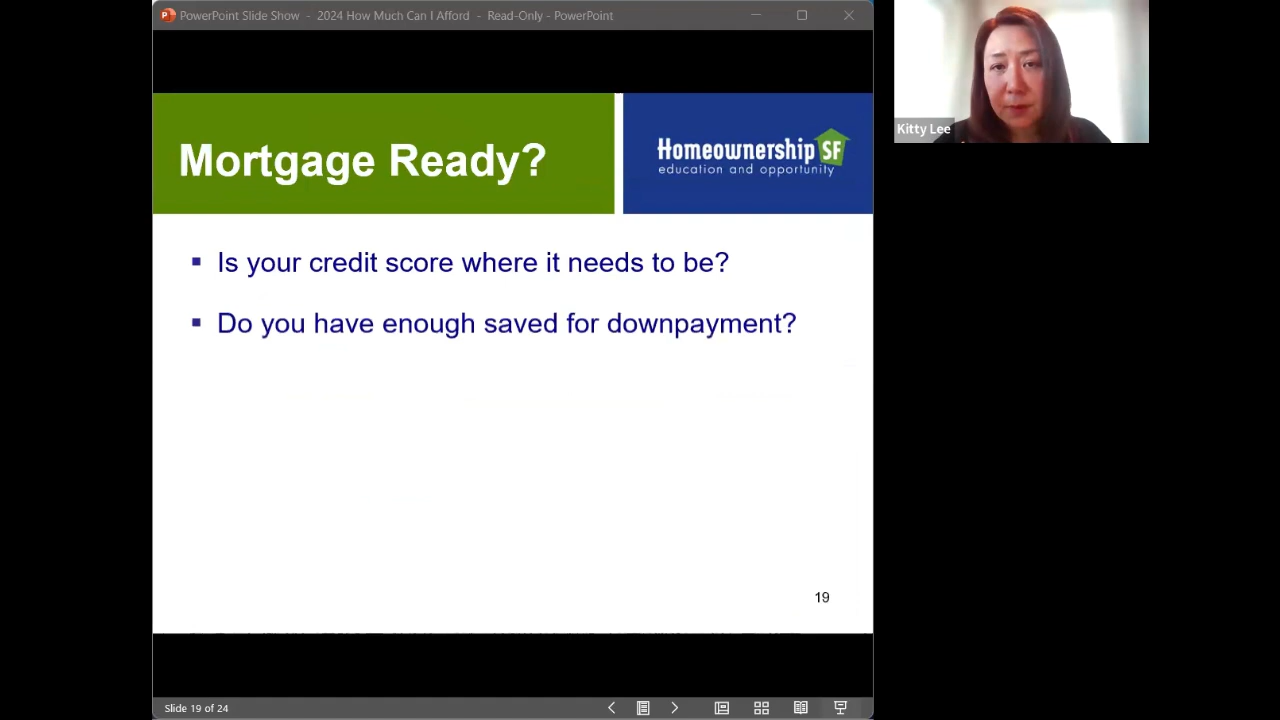 PowerPoint Slide Show - 2024 How Much Can I Afford - Read-Only - PowerPoint
Mortgage Ready?
Homeownership SF
education and opportunity
▪ Is your credit score where it needs to be?
▪ Do you have enough saved for downpayment?
19
Slide 19 of 24
Kitty Lee